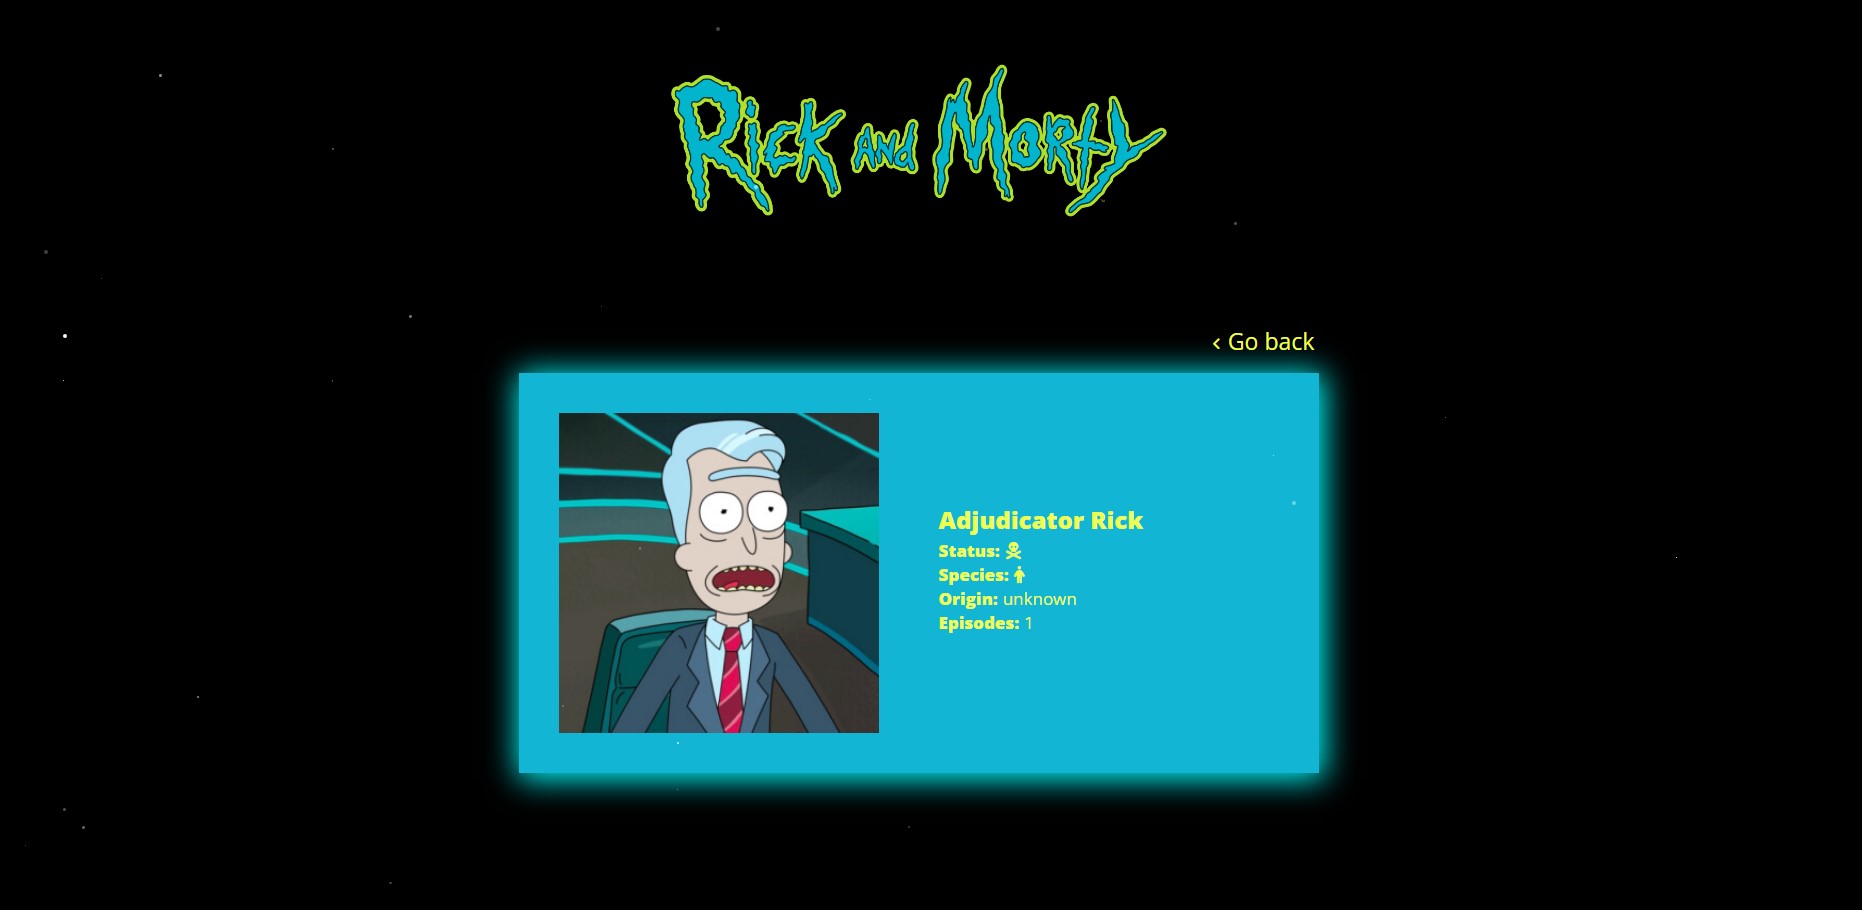 Rick and Morty
‹ Go back
Adjudicator Rick
Status:
Species:
Origin: unknown
Episodes: 1